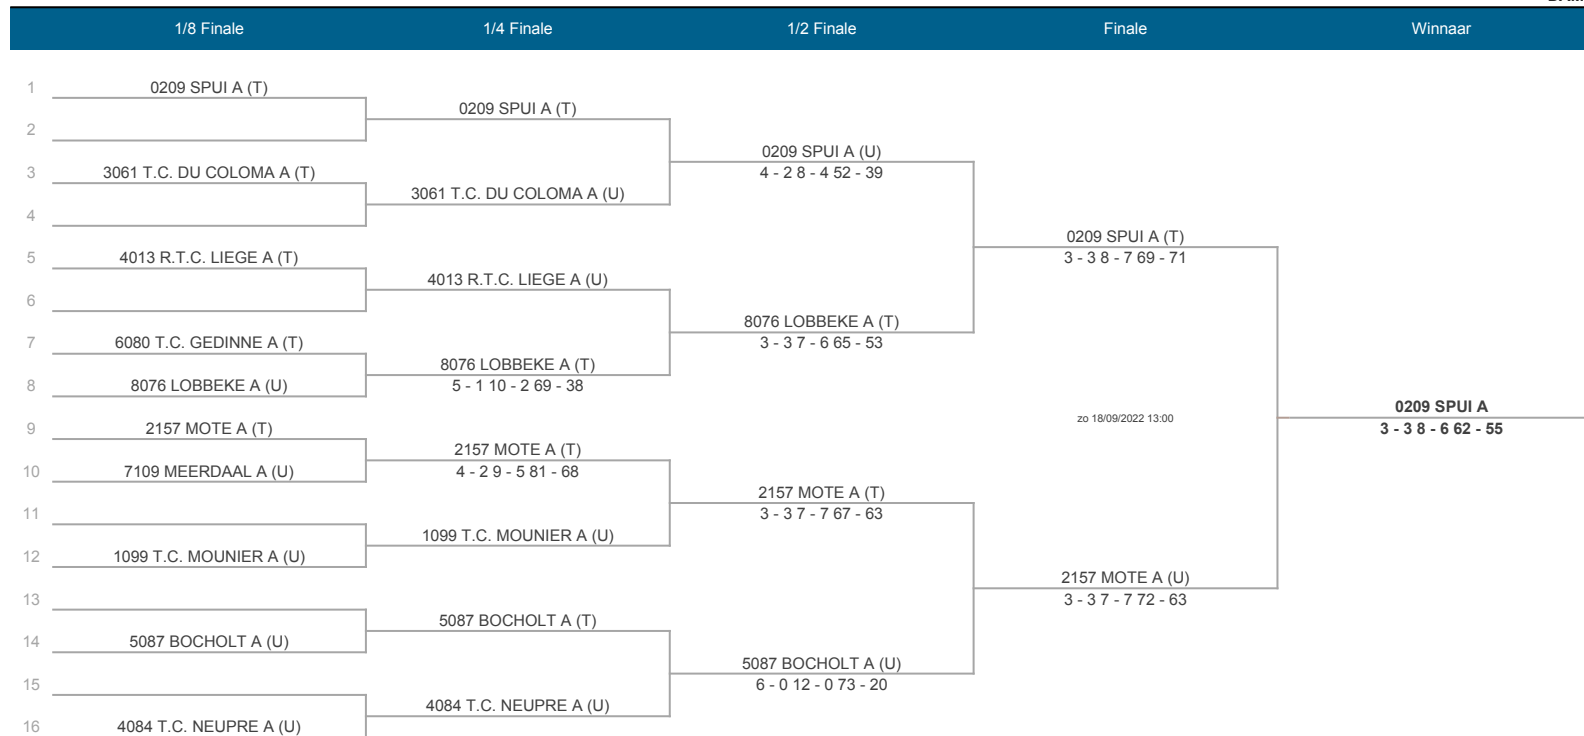 1/8 Finale 1/4 Finale 1/2 Finale Finale Winnaar
1 0209 SPUI A (T)
0209 SPUI A (T)
2
0209 SPUI A (U)
3 3061 T.C. DU COLOMA A (T)
4 - 2 8 - 4 52 - 39
3061 T.C. DU COLOMA A (U)
4
0209 SPUI A (T)
5 4013 R.T.C. LIEGE A (T)
3 - 3 8 - 7 69 - 71
4013 R.T.C. LIEGE A (U)
6
8076 LOBBEKE A (T)
7 6080 T.C. GEDINNE A (T)
3 - 3 7 - 6 65 - 53
8076 LOBBEKE A (T)
8 8076 LOBBEKE A (U)
5 - 1 10 - 2 69 - 38
0209 SPUI A
zo 18/09/2022 13:00
9 2157 MOTE A (T)
3 - 3 8 - 6 62 - 55
2157 MOTE A (T)
10 7109 MEERDAAL A (U)
4 - 2 9 - 5 81 - 68
2157 MOTE A (T)
11
3 - 3 7 - 7 67 - 63
1099 T.C. MOUNIER A (U)
12 1099 T.C. MOUNIER A (U)
2157 MOTE A (U)
13
3 - 3 7 - 7 72 - 63
5087 BOCHOLT A (T)
14 5087 BOCHOLT A (U)
5087 BOCHOLT A (U)
15
6 - 0 12 - 0 73 - 20
4084 T.C. NEUPRE A (U)
16 4084 T.C. NEUPRE A (U)